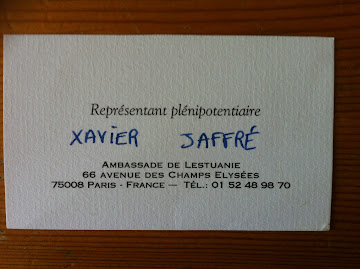 Représentant plénipotentiaire
XAViER JAFFRÉ
AMBASSADE DE LESTUANIE
66 AVENUE DES CHAMPS ELYSÉES
75008 PARIS - FRANCE — TÉL.: 01 52 48 98 70